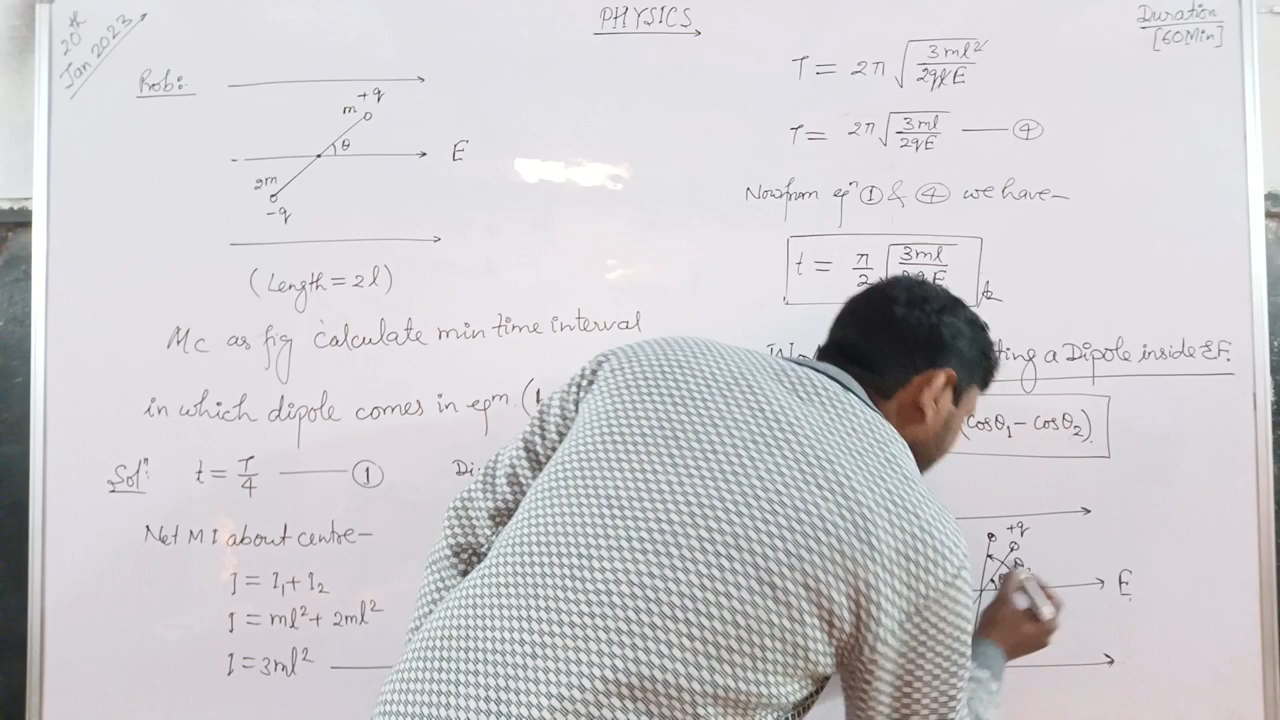 20th
Jan 2023
PHYSICS
Duration
[60Min]
Prob:-
+q
m
θ
E
2m
-q
(Length = 2l)
Mc as fig calculate min time interval
in which dipole comes in eqm. (
Solⁿ: t = T/4 —— ①
Net M I about centre-
I = I₁ + I₂
I = ml² + 2ml²
I = 3ml² ——
T = 2π √(3ml²/2qlE)
T = 2π √(3ml/2qE) —— ④
Now from eqⁿ ① & ④ we have-
t = π/2 √(3ml/2qE)
ting a Dipole inside EF.
(cosθ₁ - cosθ₂)
+q
E